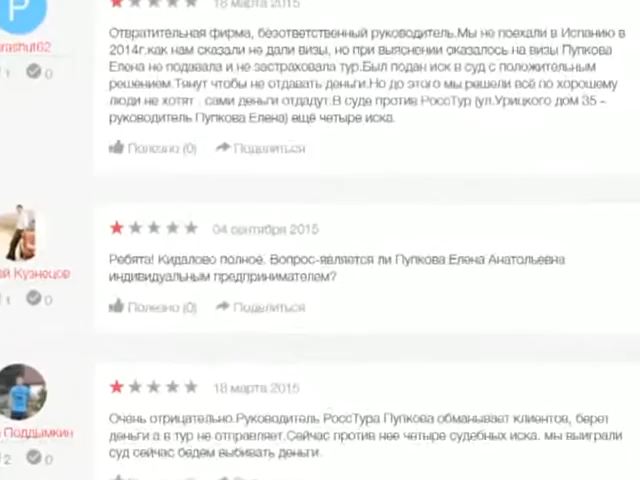 18 марта 2015
P
arashut62
1
0
Отвратительная фирма, безответственный руководитель.Мы не поехали в Испанию в
2014г.как нам сказали не дали визы, но при выяснении оказалось на визы Пупкова
Елена не подавала и не застраховала тур.Был подан иск в суд с положительным
решением.Тянут чтобы не отдавать деньги.Но до этого мы решели всё по хорошему
люди не хотят . сами деньги отдадут.В суде против РоссТур (ул.Урицкого дом 35 –
руководитель Пупкова Елена) ещё четыре иска.
Полезно (0) Поделиться
04 сентября 2015
Ребята! Кидалово полное. Вопрос-является ли Пупкова Елена Анатольевна
индивидуальным предпринимателем?
ей Кузнецов
1
0
Полезно (0) Поделиться
18 марта 2015
Очень отрицательно.Руководитель РоссТура Пупкова обманывает клиентов, берет
деньги а в тур не отправляет.Сейчас против нее четыре судебных иска. мы выиграли
суд сейчас бедем выбивать деньги.
Поддымкин
2
0